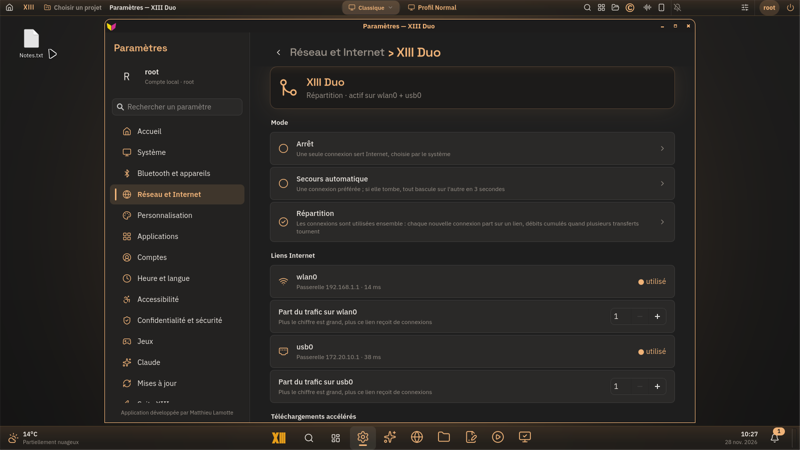 XIII
Choisir un projet
Paramètres — XIII Duo
Classique
Profil Normal
root
Notes.txt
Paramètres — XIII Duo
Paramètres
R
root
Compte local · root
Rechercher un paramètre
Accueil
Système
Bluetooth et appareils
Réseau et Internet
Personnalisation
Applications
Comptes
Heure et langue
Accessibilité
Confidentialité et sécurité
Jeux
Claude
Mises à jour
Application développée par Matthieu Lamotte
Réseau et Internet > XIII Duo
XIII Duo
Répartition · actif sur wlan0 + usb0
Mode
Arrêt
Une seule connexion sert Internet, choisie par le système
Secours automatique
Une connexion préférée ; si elle tombe, tout bascule sur l'autre en 3 secondes
Répartition
Les connexions sont utilisées ensemble : chaque nouvelle connexion part sur un lien, débits cumulés quand plusieurs transferts
tournent
Liens Internet
wlan0
Passerelle 192.168.1.1 · 14 ms
utilisé
Part du trafic sur wlan0
Plus le chiffre est grand, plus ce lien reçoit de connexions
1
usb0
Passerelle 172.20.10.1 · 38 ms
utilisé
Part du trafic sur usb0
Plus le chiffre est grand, plus ce lien reçoit de connexions
1
Téléchargements accélérés
14°C
Partiellement nuageux
XIII
10:27
28 nov. 2026
1